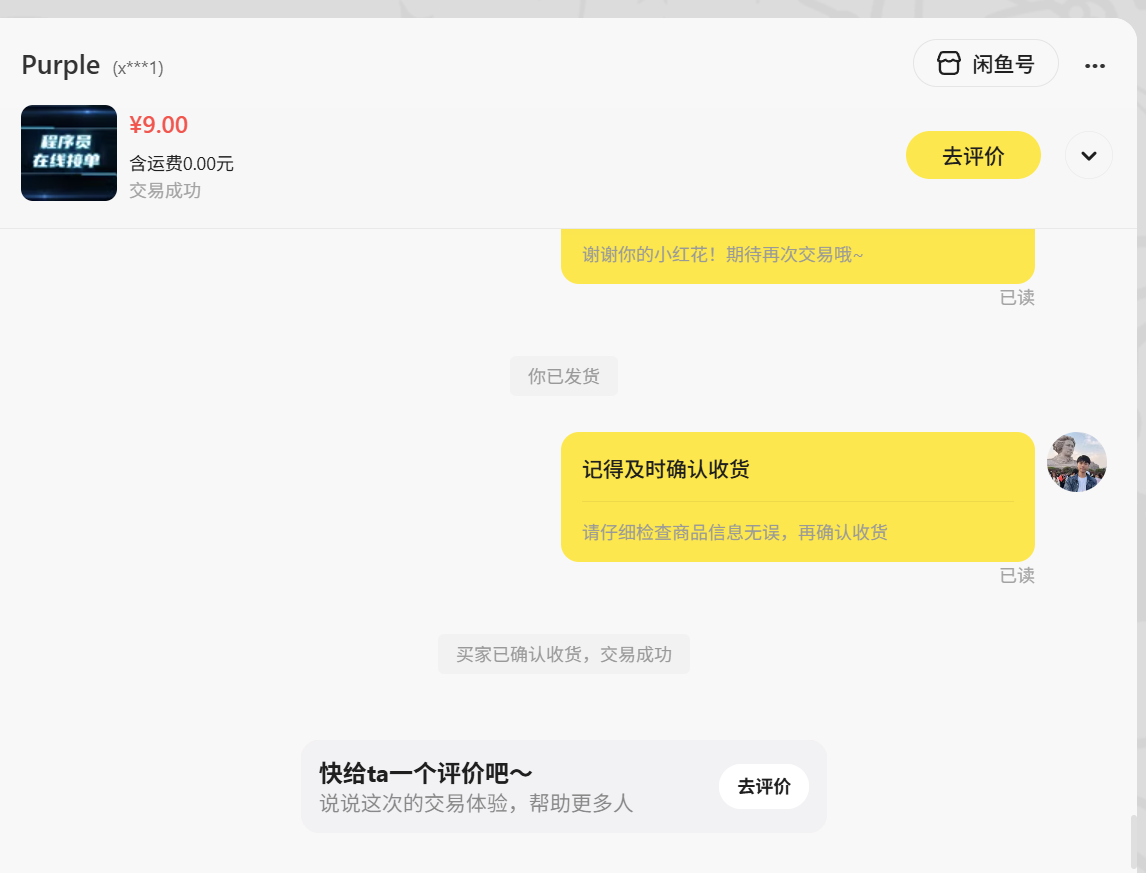 Purple (x***1)
闲鱼号
程序员
在线接单
¥9.00
含运费0.00元
交易成功
去评价
谢谢你的小红花！期待再次交易哦~
已读
你已发货
记得及时确认收货
请仔细检查商品信息无误，再确认收货
已读
买家已确认收货，交易成功
快给ta一个评价吧～
说说这次的交易体验，帮助更多人
去评价